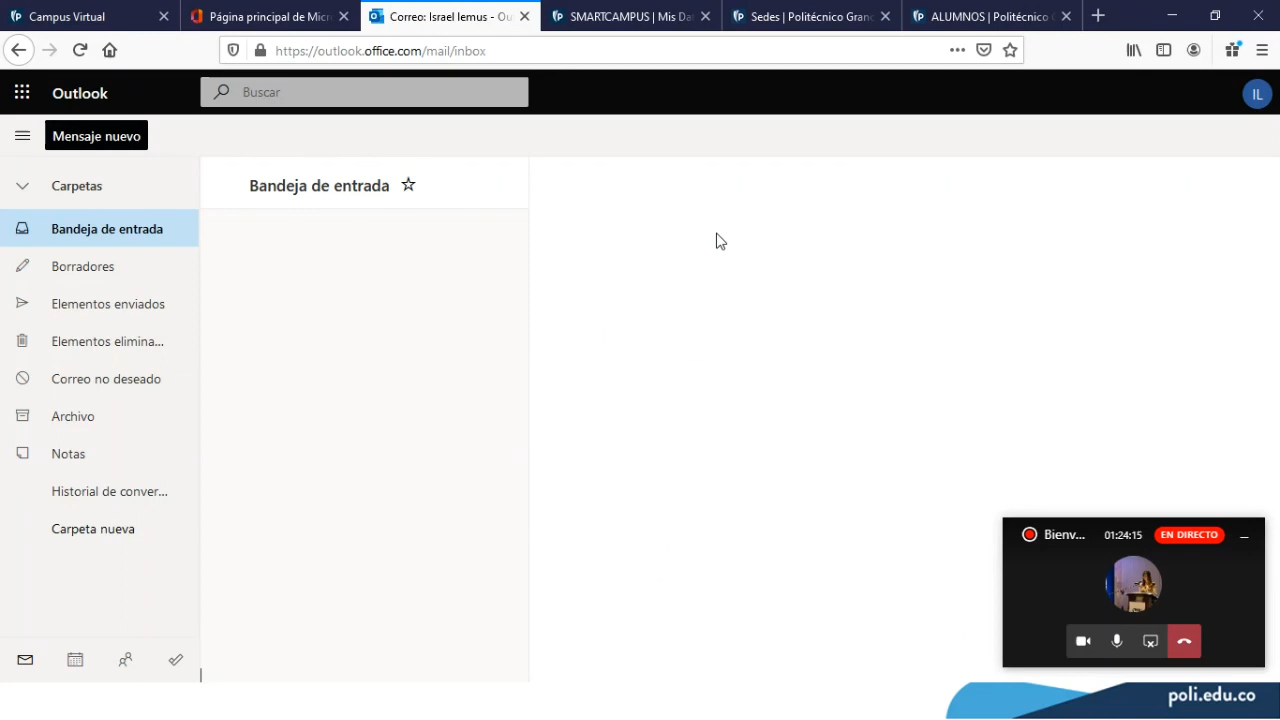 Campus Virtual
Página principal de Micro
Correo: Israel lemus - Ou
SMARTCAMPUS | Mis Dat
Sedes | Politécnico Granc
ALUMNOS | Politécnico
https://outlook.office.com/mail/inbox
Outlook
Buscar
IL
Mensaje nuevo
Carpetas
Bandeja de entrada
Bandeja de entrada
Borradores
Elementos enviados
Elementos elimina...
Correo no deseado
Archivo
Notas
Historial de conver...
Carpeta nueva
Bienv...
01:24:15
EN DIRECTO
poli.edu.co